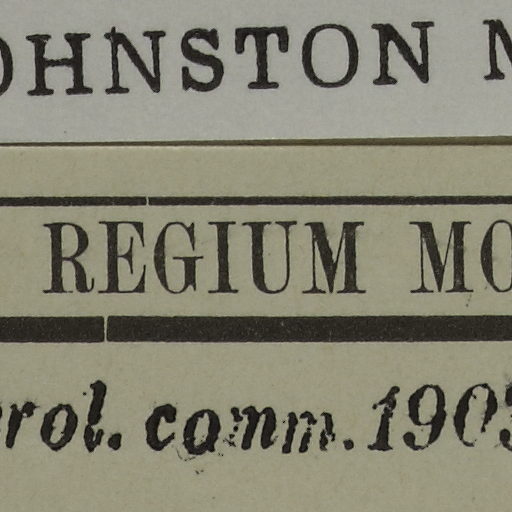 OHNSTON
REGIUM MO
rol. comm. 190